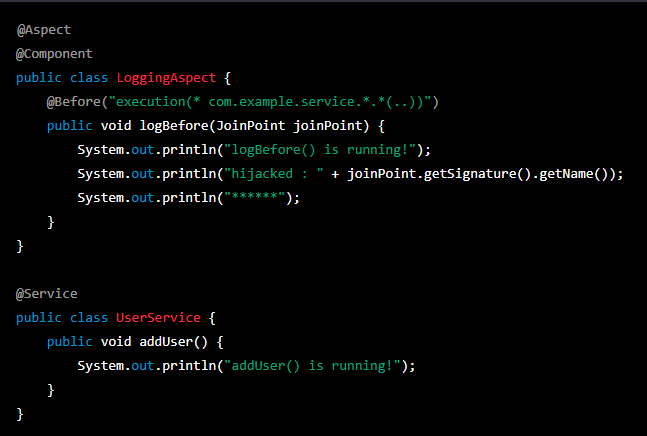 @Aspect
@Component
public class LoggingAspect {
    @Before("execution(* com.example.service.*.*(..))")
    public void logBefore(JoinPoint joinPoint) {
        System.out.println("logBefore() is running!");
        System.out.println("hijacked : " + joinPoint.getSignature().getName());
        System.out.println("******");
    }
}

@Service
public class UserService {
    public void addUser() {
        System.out.println("addUser() is running!");
    }
}